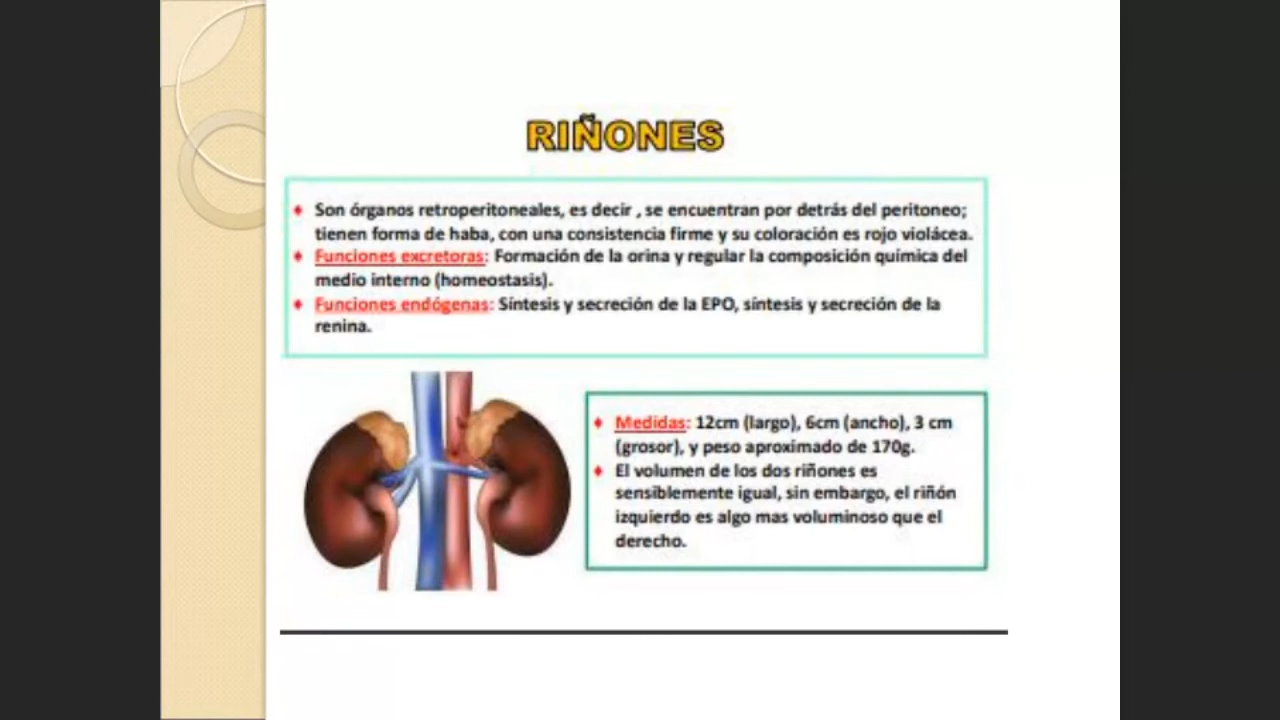 RIÑONES
♦ Son órganos retroperitoneales, es decir , se encuentran por detrás del peritoneo;
tienen forma de haba, con una consistencia firme y su coloración es rojo violácea.
♦ Funciones excretoras: Formación de la orina y regular la composición química del
medio interno (homeostasis).
♦ Funciones endógenas: Síntesis y secreción de la EPO, síntesis y secreción de la
renina.
♦ Medidas: 12cm (largo), 6cm (ancho), 3 cm
(grosor), y peso aproximado de 170g.
♦ El volumen de los dos riñones es
sensiblemente igual, sin embargo, el riñón
izquierdo es algo mas voluminoso que el
derecho.